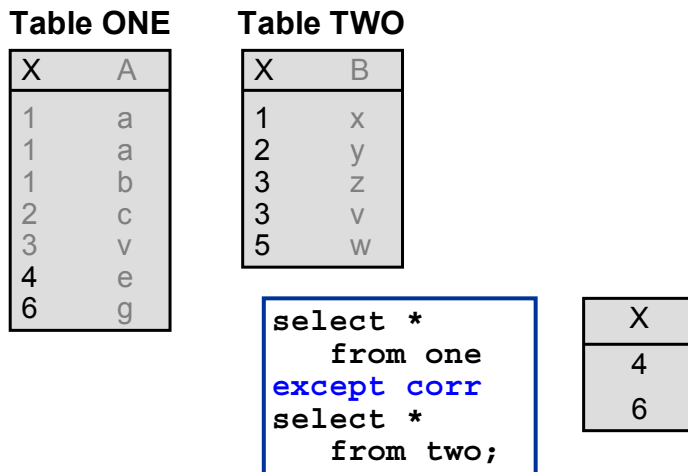 Table ONE Table TWO
X A X B
1 a 1 x
1 a 2 y
1 b 3 z
2 c 3 v
3 v 5 w
4 e
6 g
select *
from one
except corr
select *
from two;
X
4
6